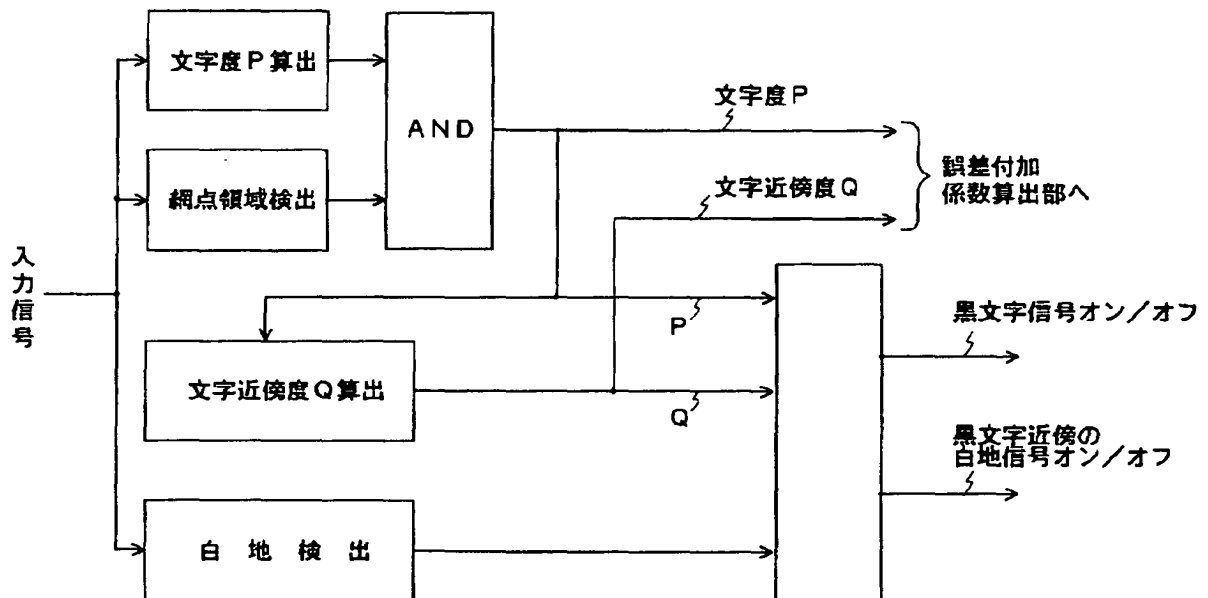 文字度P算出
AND
文字度P
網点領域検出
文字近傍度Q
誤差付加
係数算出部へ
入力信号
P
黒文字信号オン／オフ
文字近傍度Q算出
Q
黒文字近傍の
白地信号オン／オフ
白地検出